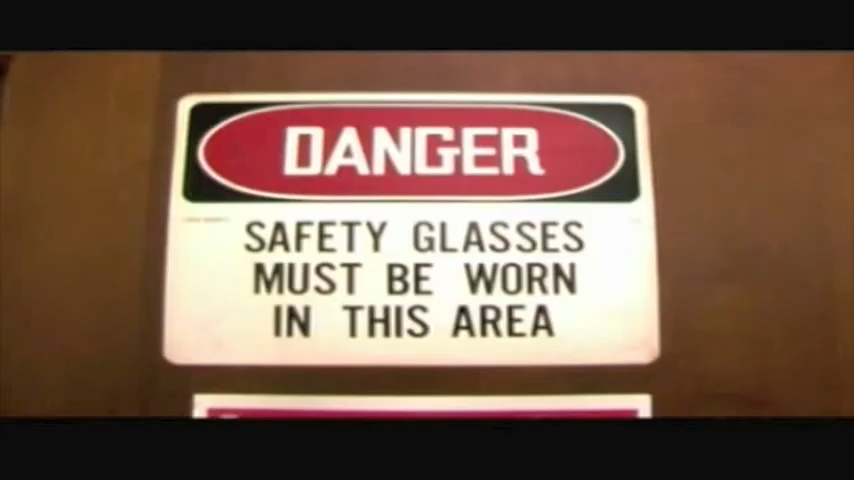 DANGER
SAFETY GLASSES
MUST BE WORN
IN THIS AREA